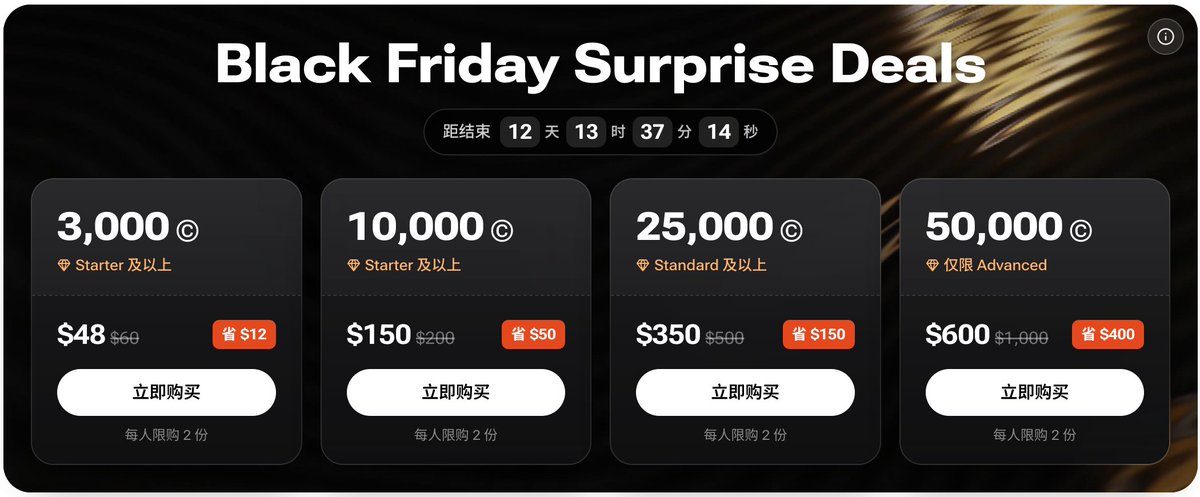 Black Friday Surprise Deals
距结束 12 天 13 时 37 分 14 秒
3,000 ©
Starter 及以上
$48 $60 省 $12
立即购买
每人限购 2 份
10,000 ©
Starter 及以上
$150 $200 省 $50
立即购买
每人限购 2 份
25,000 ©
Standard 及以上
$350 $500 省 $150
立即购买
每人限购 2 份
50,000 ©
仅限 Advanced
$600 $1,000 省 $400
立即购买
每人限购 2 份